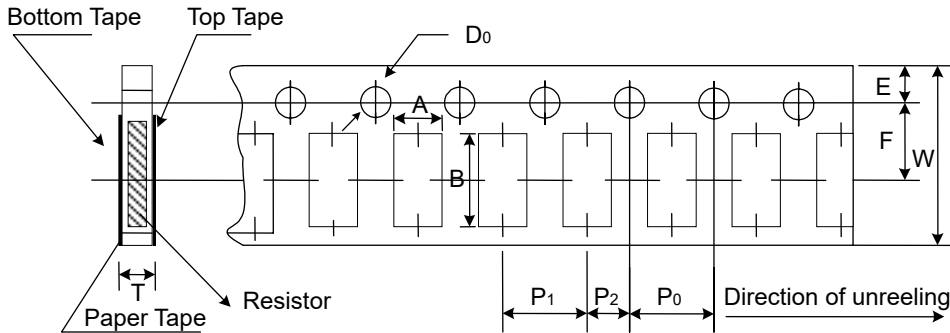 Bottom Tape
Top Tape
D0
A
B
E
F
W
T
Resistor
Paper Tape
P1
P2
P0
Direction of unreeling